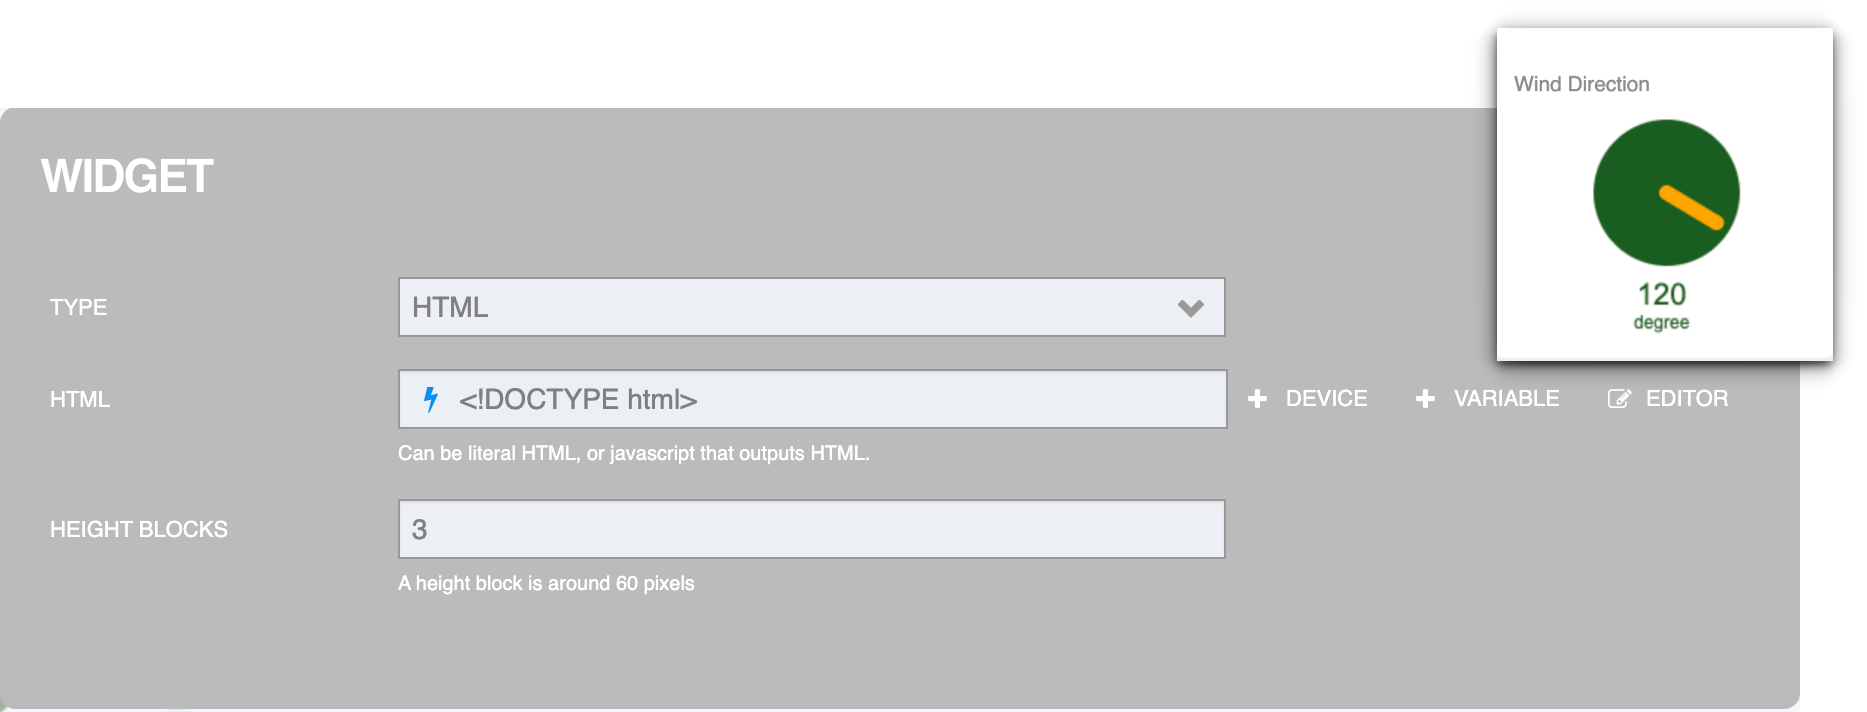 Wind Direction
120
degree
WIDGET
TYPE
HTML
HTML
<!DOCTYPE html>
DEVICE
VARIABLE
EDITOR
Can be literal HTML, or javascript that outputs HTML.
HEIGHT BLOCKS
3
A height block is around 60 pixels